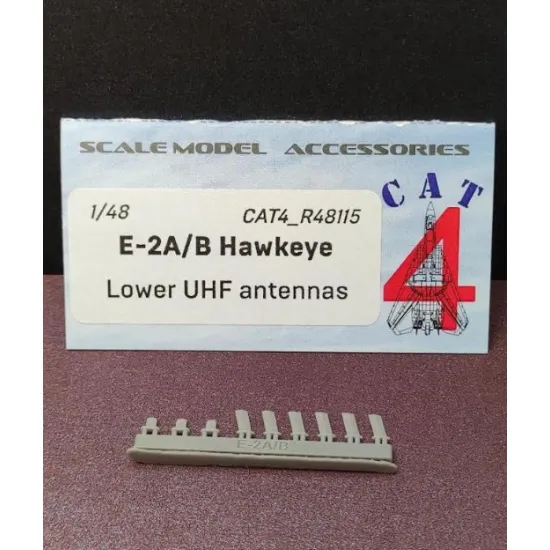 SCALE MODEL ACCESSORIES
CAT
4
1/48 CAT4_R48115
E-2A/B Hawkeye
Lower UHF antennas
E-2A/B